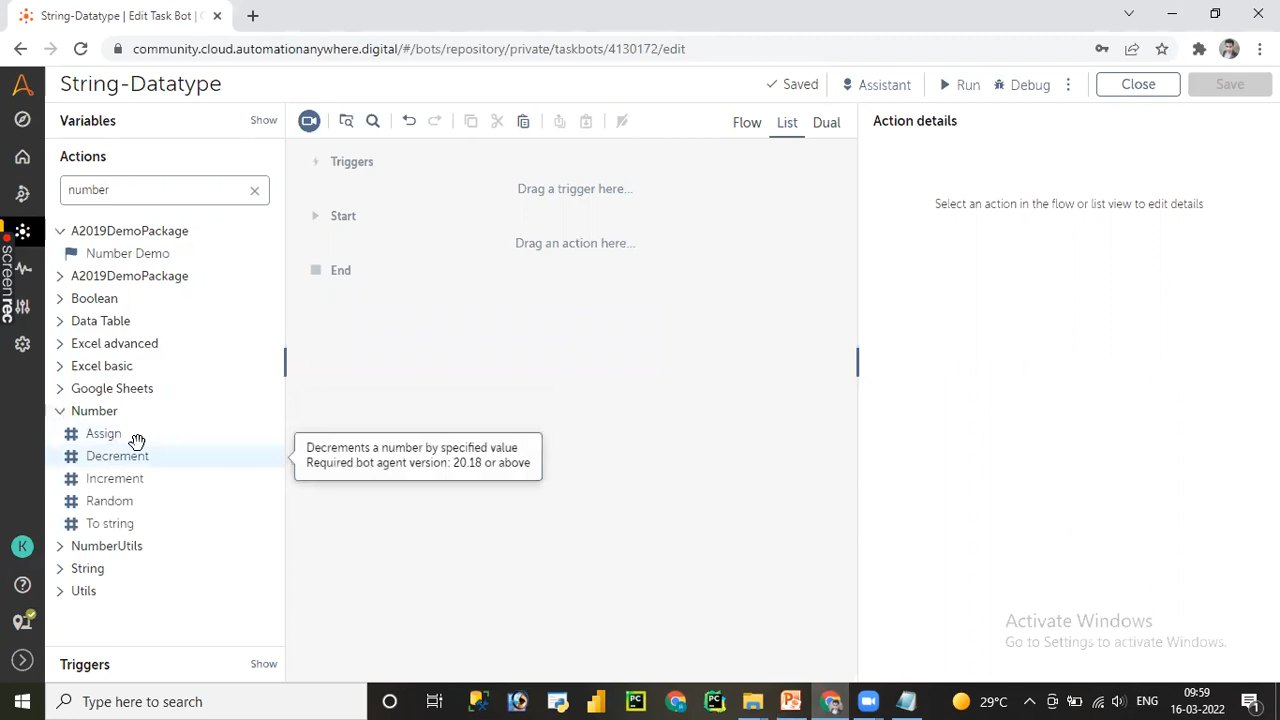 String-Datatype | Edit Task Bot |
community.cloud.automationanywhere.digital/#/bots/repository/private/taskbots/4130172/edit
String-Datatype
Saved
Assistant
Run
Debug
Close
Save
Variables
Show
Flow
List
Dual
Action details
Actions
number
Triggers
Drag a trigger here...
Select an action in the flow or list view to edit details
Start
A2019DemoPackage
Drag an action here...
Number Demo
End
A2019DemoPackage
Boolean
Data Table
Excel advanced
Excel basic
Google Sheets
Number
Assign
Decrement
Decrements a number by specified value
Required bot agent version: 20.18 or above
Increment
Random
To string
K
NumberUtils
String
Utils
screenrec
Activate Windows
Go to Settings to activate Windows.
Triggers
Show
Type here to search
29°C
ENG
09:59
16-03-2022
1